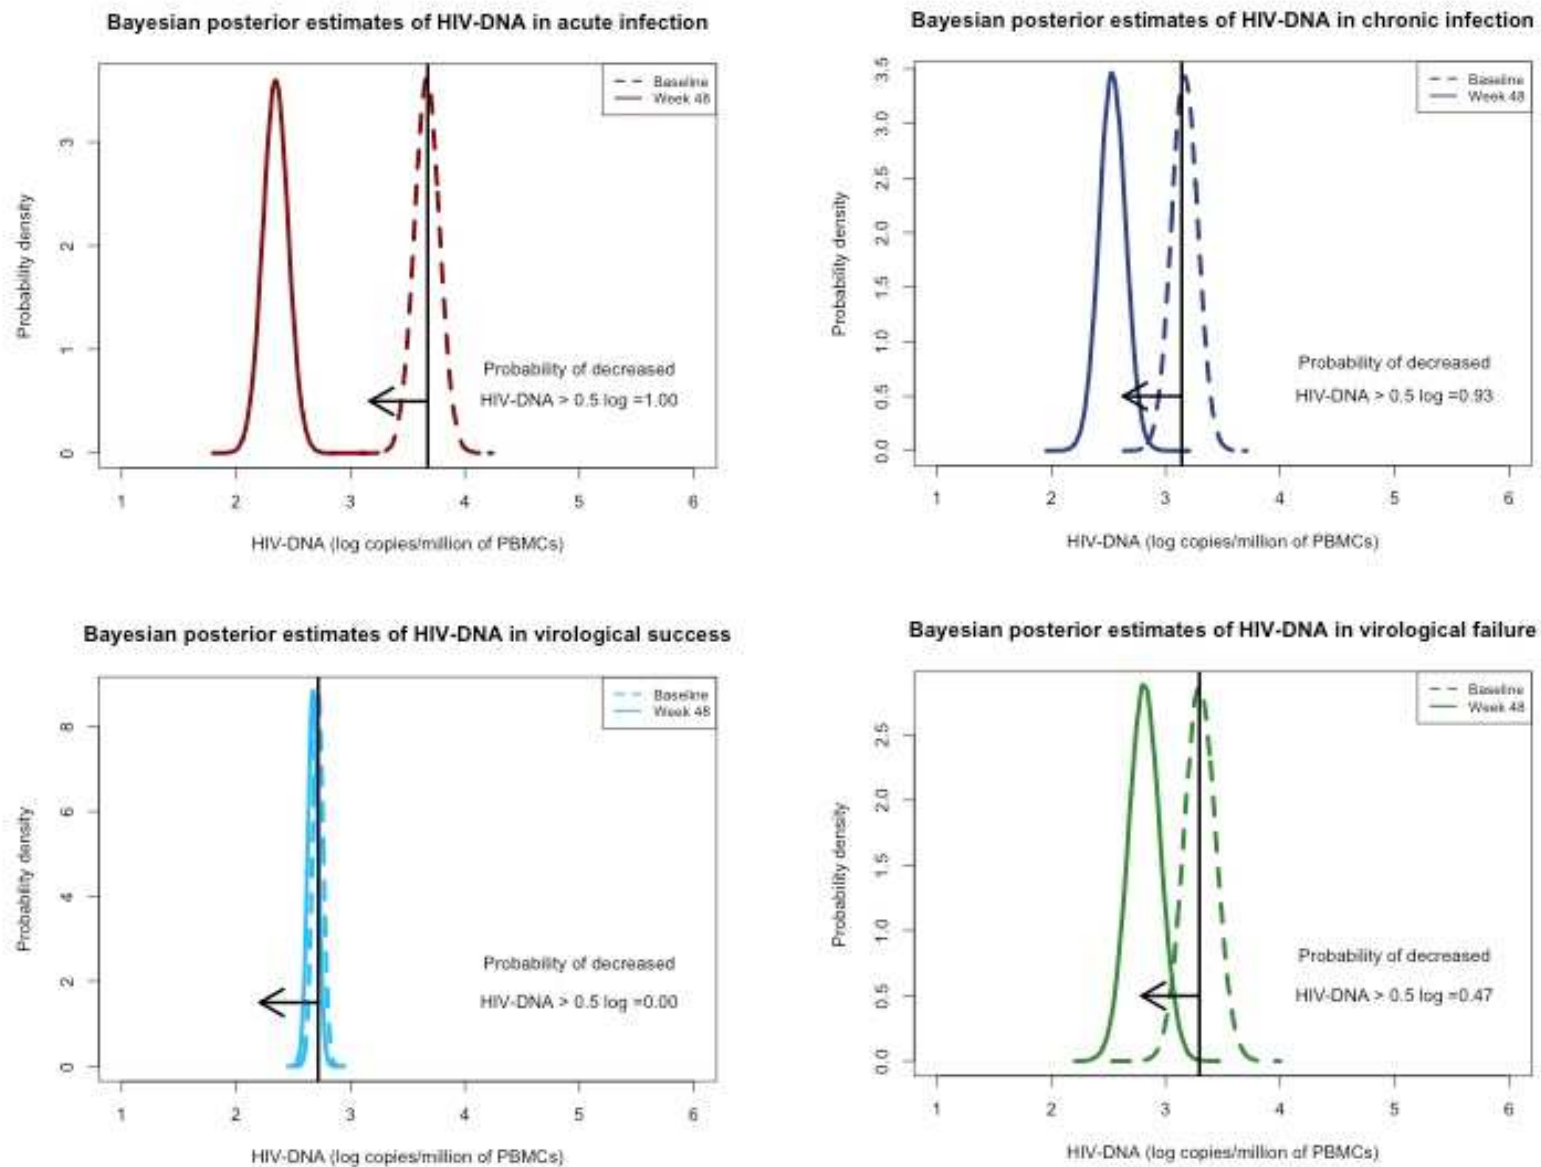 Bayesian posterior estimates of HIV-DNA in acute infection
Baseline
Week 48
Probability density
0
1
2
3
Probability of decreased
HIV-DNA > 0.5 log =1.00
1 2 3 4 5 6
HIV-DNA (log copies/million of PBMCs)
Bayesian posterior estimates of HIV-DNA in chronic infection
Baseline
Week 48
Probability density
0.0
0.5
1.0
1.5
2.0
2.5
3.0
3.5
Probability of decreased
HIV-DNA > 0.5 log =0.93
1 2 3 4 5 6
HIV-DNA (log copies/million of PBMCs)
Bayesian posterior estimates of HIV-DNA in virological success
Baseline
Week 48
Probability density
0
2
4
6
8
Probability of decreased
HIV-DNA > 0.5 log =0.00
1 2 3 4 5 6
HIV-DNA (log copies/million of PBMCs)
Bayesian posterior estimates of HIV-DNA in virological failure
Baseline
Week 48
Probability density
0.0
0.5
1.0
1.5
2.0
2.5
Probability of decreased
HIV-DNA > 0.5 log =0.47
1 2 3 4 5 6
HIV-DNA (log copies/million of PBMCs)